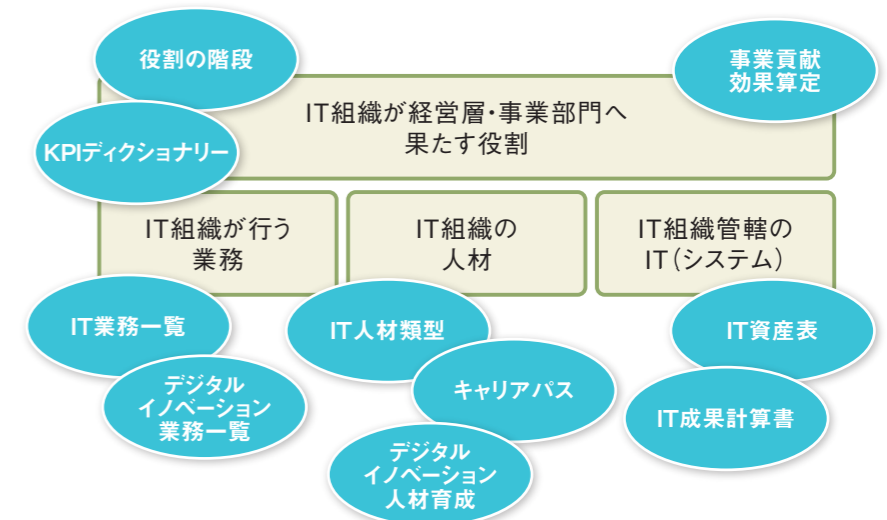 役割の階段
事業貢献
効果算定
IT組織が経営層・事業部門へ
果たす役割
KPIディクショナリー
IT組織が行う
業務
IT組織の
人材
IT組織管轄の
IT（システム）
IT業務一覧
デジタル
イノベーション
業務一覧
IT人材類型
キャリアパス
デジタル
イノベーション
人材育成
IT資産表
IT成果計算書